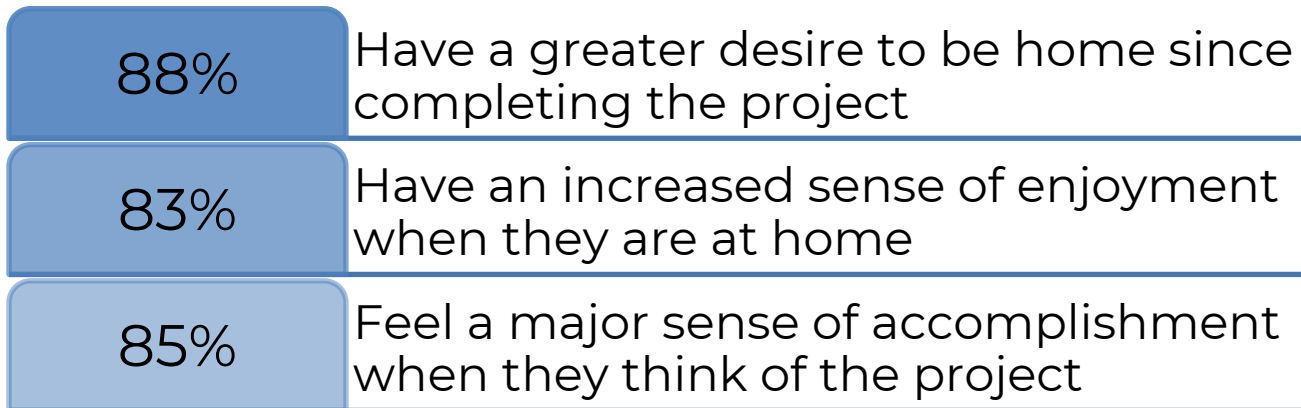 88%
Have a greater desire to be home since
completing the project
83%
Have an increased sense of enjoyment
when they are at home
85%
Feel a major sense of accomplishment
when they think of the project